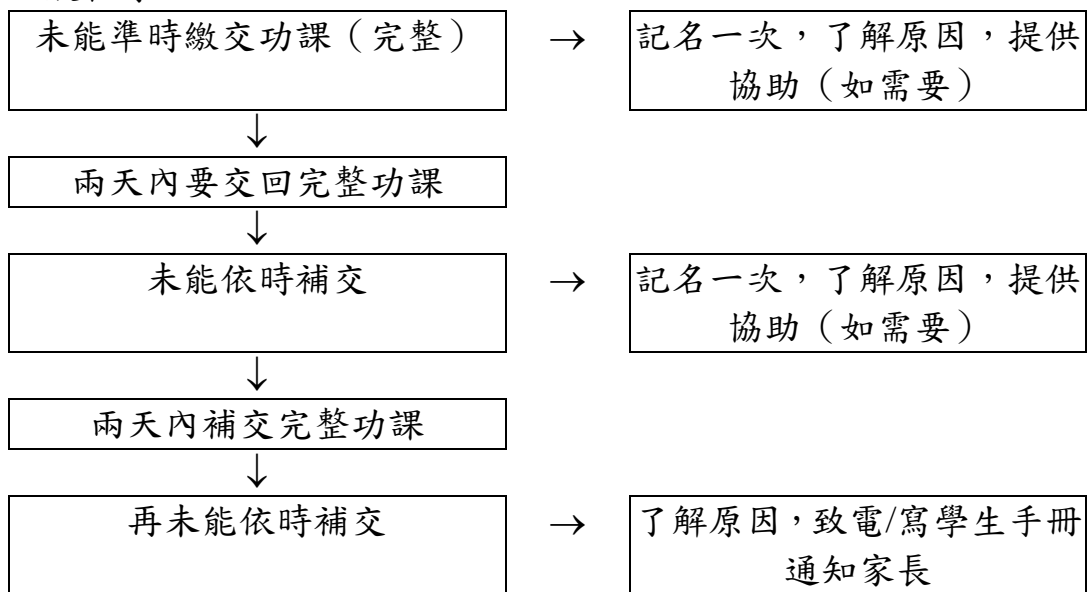 未能準時繳交功課（完整）
→
記名一次，了解原因，提供
協助（如需要）
↓
兩天內要交回完整功課
↓
未能依時補交
→
記名一次，了解原因，提供
協助（如需要）
↓
兩天內補交完整功課
↓
再未能依時補交
→
了解原因，致電/寫學生手冊
通知家長